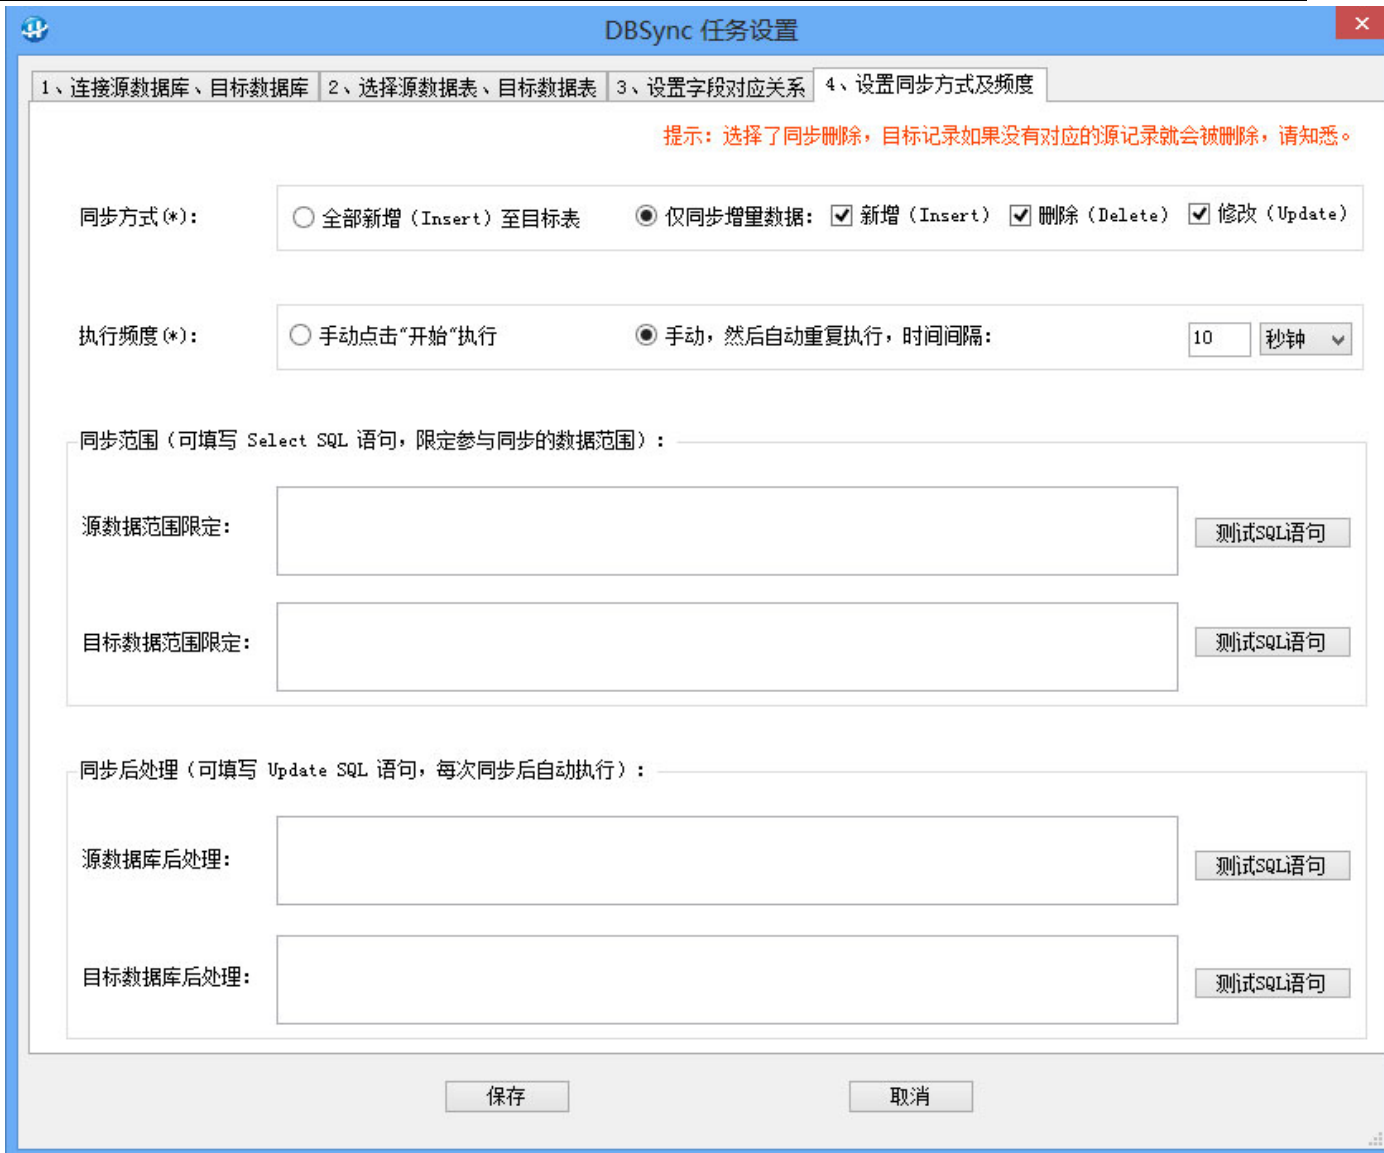 DBSync 任务设置
1、连接源数据库、目标数据库 2、选择源数据表、目标数据表 3、设置字段对应关系 4、设置同步方式及频度
提示：选择了同步删除，目标记录如果没有对应的源记录就会被删除，请知悉。
同步方式(*)： 全部新增（Insert）至目标表 仅同步增量数据： 新增（Insert） 删除（Delete） 修改（Update）
执行频度(*)： 手动点击"开始"执行 手动，然后自动重复执行，时间间隔： 10 秒钟
同步范围（可填写 Select SQL 语句，限定参与同步的数据范围）：
源数据范围限定： 测试SQL语句
目标数据范围限定： 测试SQL语句
同步后处理（可填写 Update SQL 语句，每次同步后自动执行）：
源数据库后处理： 测试SQL语句
目标数据库后处理： 测试SQL语句
保存 取消